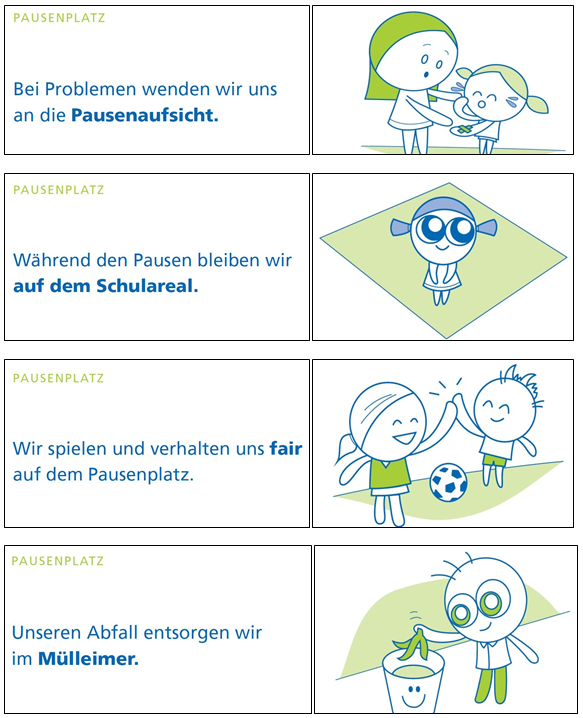 PAUSENPLATZ
Bei Problemen wenden wir uns
an die Pausenaufsicht.
PAUSENPLATZ
Während den Pausen bleiben wir
auf dem Schulareal.
PAUSENPLATZ
Wir spielen und verhalten uns fair
auf dem Pausenplatz.
PAUSENPLATZ
Unseren Abfall entsorgen wir
im Mülleimer.